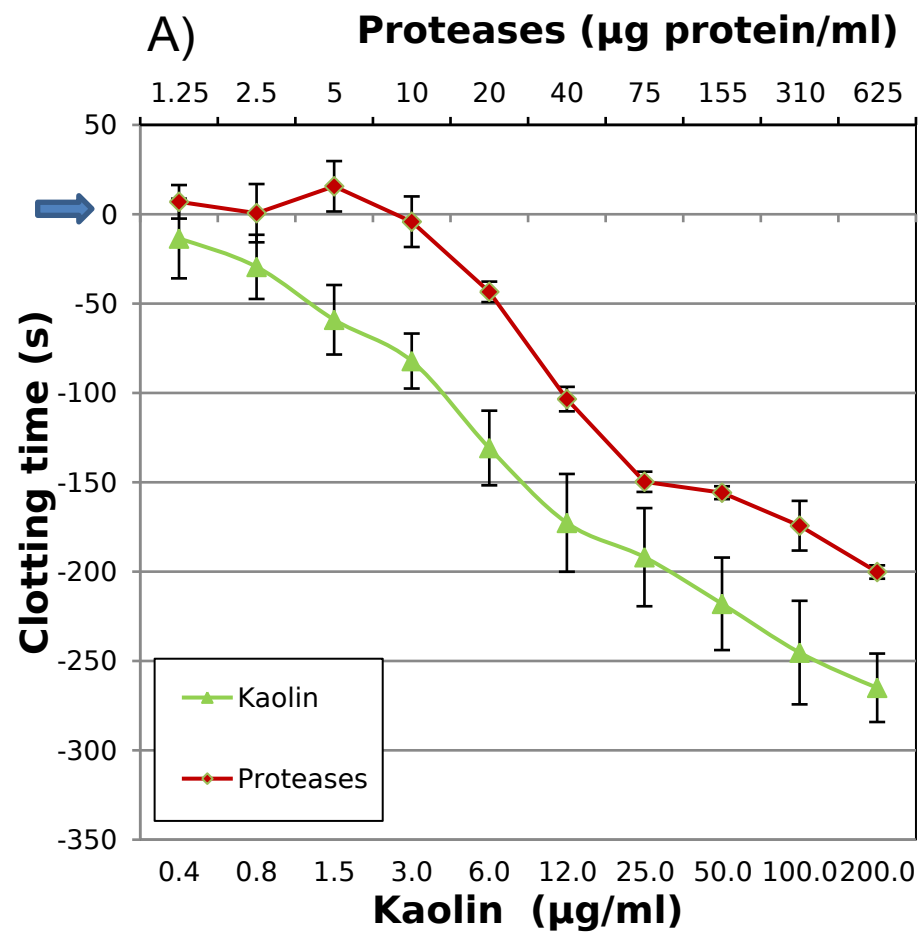 A)
Proteases (µg protein/ml)
1.25 2.5 5 10 20 40 75 155 310 625
50
0
-50
-100
-150
-200
-250
-300
-350
Clotting time (s)
Kaolin
Proteases
0.4 0.8 1.5 3.0 6.0 12.0 25.0 50.0 100.0 200.0
Kaolin (µg/ml)